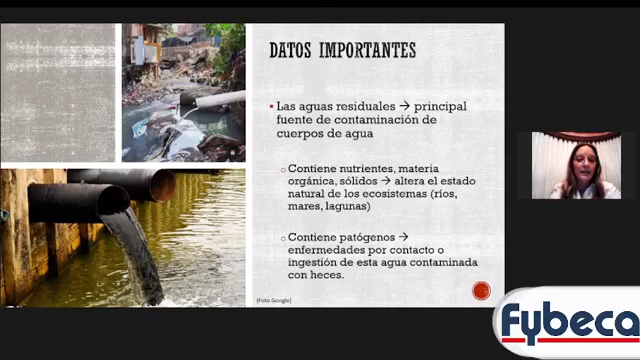 DATOS IMPORTANTES
Las aguas residuales → principal
fuente de contaminación de
cuerpos de agua
Contiene nutrientes, materia
orgánica, sólidos → altera el estado
natural de los ecosistemas (ríos,
mares, lagunas)
Contiene patógenos →
enfermedades por contacto o
ingestión de esta agua contaminada
con heces.
(Foto Google)
Fybeca